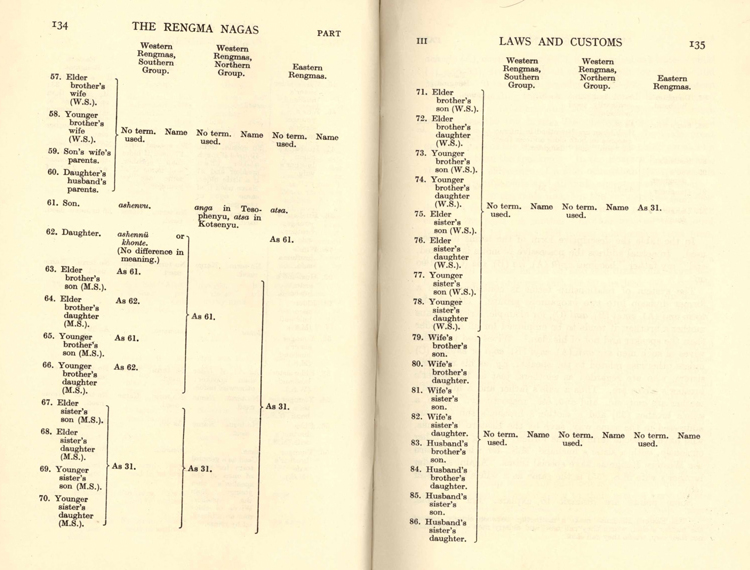 134 THE RENGMA NAGAS PART
Western Western
Rengmas, Rengmas,
Southern Northern Eastern
Group. Group. Rengmas.
57. Elder
brother's
wife
(W.S.).
58. Younger
brother's
wife
(W.S.).
No term. Name No term. Name No term. Name
used. used. used.
59. Son's wife's
parents.
60. Daughter's
husband's
parents.
61. Son. ashenvu. anga in Teso- atsa.
phenyu, atsa in
Kotsenyu.
62. Daughter. ashennü or As 61.
khonte.
(No difference in
meaning.)
63. Elder As 61.
brother's
son (M.S.).
64. Elder As 62.
brother's
daughter
(M.S.).
As 61.
65. Younger As 61.
brother's
son (M.S.).
66. Younger As 62.
brother's
daughter
(M.S.).
As 31.
67. Elder
sister's
son (M.S.).
68. Elder
sister's
daughter
(M.S.).
As 31. As 31.
69. Younger
sister's
son (M.S.).
70. Younger
sister's
daughter
(M.S.).
III LAWS AND CUSTOMS 135
Western Western
Rengmas, Rengmas,
Southern Northern Eastern
Group. Group. Rengmas.
71. Elder
brother's
son (W.S.).
72. Elder
brother's
daughter
(W.S.).
73. Younger
brother's
son (W.S.).
74. Younger
brother's
daughter
(W.S.).
No term. Name No term. Name As 31.
used. used.
75. Elder
sister's
son (W.S.).
76. Elder
sister's
daughter
(W.S.).
77. Younger
sister's
son (W.S.).
78. Younger
sister's
daughter
(W.S.).
79. Wife's
brother's
son.
80. Wife's
brother's
daughter.
81. Wife's
sister's
son.
82. Wife's
sister's
daughter.
No term. Name No term. Name No term. Name
used. used. used.
83. Husband's
brother's
son.
84. Husband's
brother's
daughter.
85. Husband's
sister's
son.
86. Husband's
sister's
daughter.